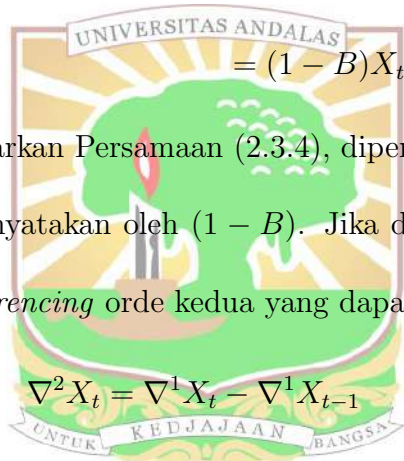 UNIVERSITAS ANDALAS
= (1 − B)X_t
arkan Persamaan (2.3.4), diper
nyatakan oleh (1 − B). Jika d
rencing orde kedua yang dapa
∇²X_t = ∇¹X_t − ∇¹X_{t−1}
UNTUK KEDJAJAAN BANGSA